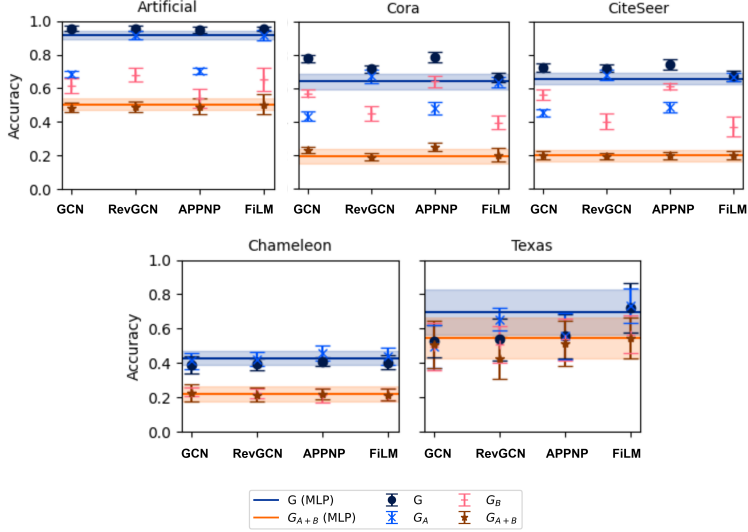 Artificial
Cora
CiteSeer
Accuracy
1.0
0.8
0.6
0.4
0.2
0.0
GCN RevGCN APPNP FiLM
GCN RevGCN APPNP FiLM
GCN RevGCN APPNP FiLM
Chameleon
Texas
Accuracy
1.0
0.8
0.6
0.4
0.2
0.0
GCN RevGCN APPNP FiLM
GCN RevGCN APPNP FiLM
G (MLP) G G_B
G_{A+B} (MLP) G_A G_{A+B}